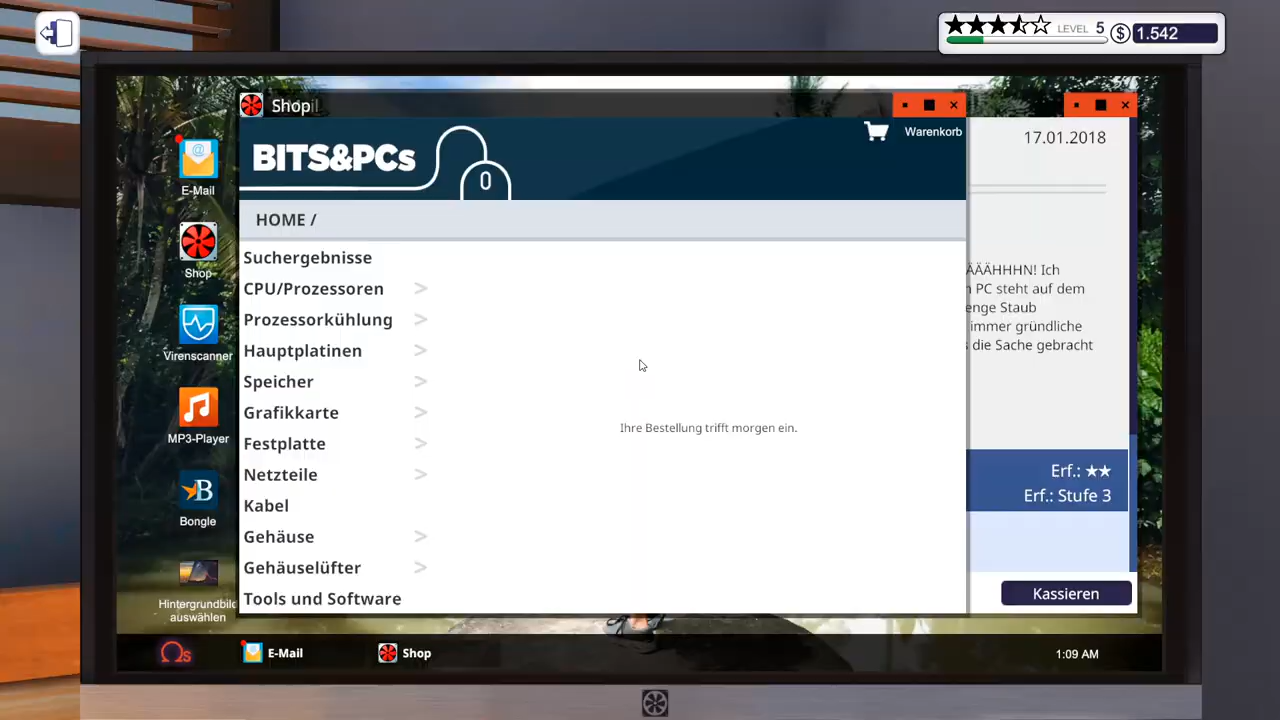 LEVEL 5
$ 1.542
Shop
17.01.2018
E-Mail
Shop
Virenscanner
MP3-Player
Bongle
Hintergrundbild
auswählen
BITS&PCs
Warenkorb
HOME /
Suchergebnisse
CPU/Prozessoren >
Prozessorkühlung >
Hauptplatinen >
Speicher >
Grafikkarte >
Festplatte >
Netzteile >
Kabel
Gehäuse >
Gehäuselüfter >
Tools und Software
Ihre Bestellung trifft morgen ein.
ÄÄÄHHHN! Ich
PC steht auf dem
enge Staub
immer gründliche
die Sache gebracht
Erf.: ★★
Erf.: Stufe 3
Kassieren
Ωs
E-Mail
Shop
1:09 AM